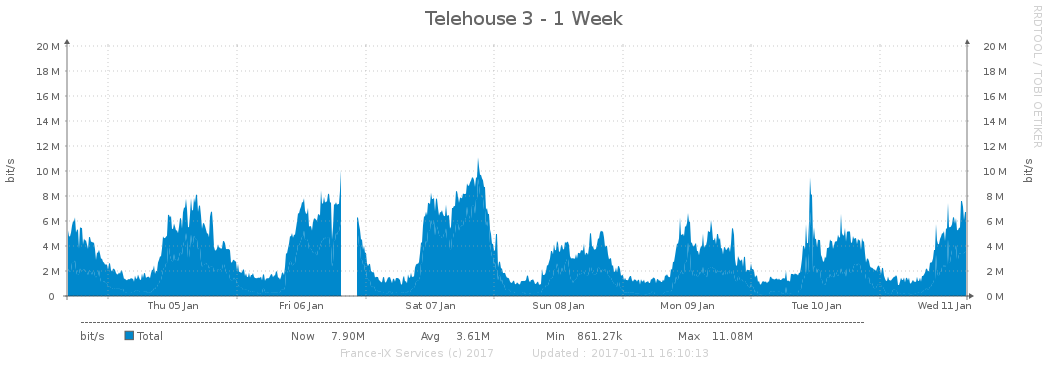 Telehouse 3 - 1 Week
RRDTOOL / TOBI OETIKER
20 M 20 M
18 M 18 M
16 M 16 M
14 M 14 M
12 M 12 M
10 M 10 M
8 M 8 M
6 M 6 M
4 M 4 M
2 M 2 M
0 0 M
bit/s
bit/s
Thu 05 Jan Fri 06 Jan Sat 07 Jan Sun 08 Jan Mon 09 Jan Tue 10 Jan Wed 11 Jan
bit/s Total Now 7.90M Avg 3.61M Min 861.27k Max 11.08M
France-IX Services (c) 2017 Updated : 2017-01-11 16:10:13